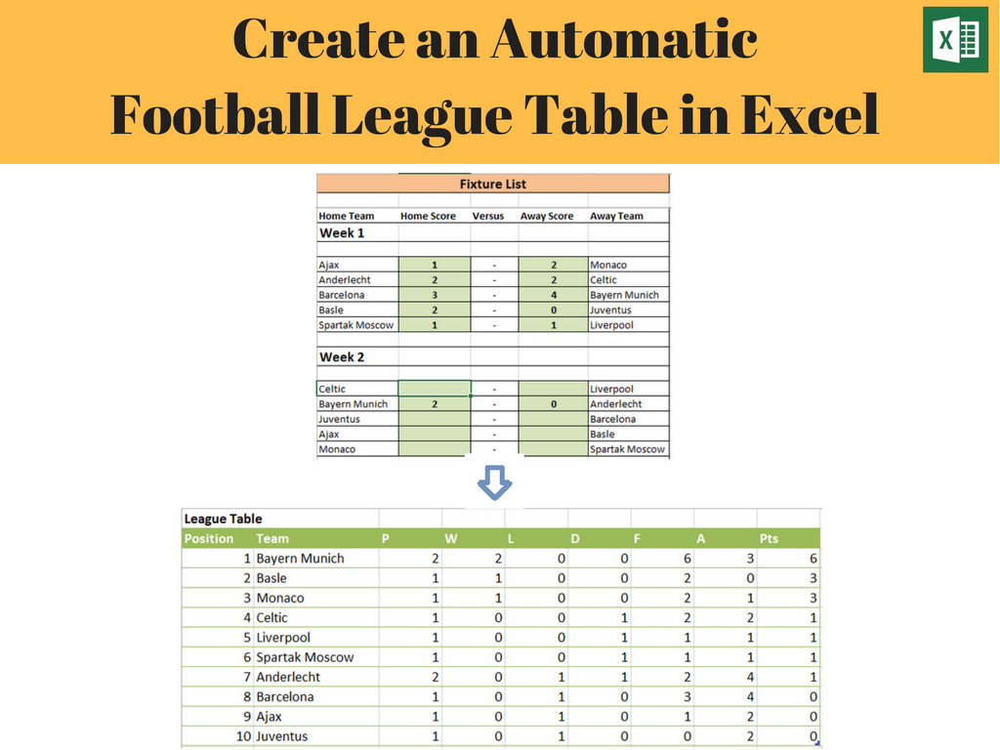 Create an Automatic
Football League Table in Excel
X
Fixture List
Home Team Home Score Versus Away Score Away Team
Week 1
Ajax 1 - 2 Monaco
Anderlecht 2 - 2 Celtic
Barcelona 3 - 4 Bayern Munich
Basle 2 - 0 Juventus
Spartak Moscow 1 - 1 Liverpool
Week 2
Celtic - Liverpool
Bayern Munich 2 - 0 Anderlecht
Juventus - Barcelona
Ajax - Basle
Monaco - Spartak Moscow
League Table
Position Team P W L D F A Pts
1 Bayern Munich 2 2 0 0 6 3 6
2 Basle 1 1 0 0 2 0 3
3 Monaco 1 1 0 0 2 1 3
4 Celtic 1 0 0 1 2 2 1
5 Liverpool 1 0 0 1 1 1 1
6 Spartak Moscow 1 0 0 1 1 1 1
7 Anderlecht 2 0 1 1 2 4 1
8 Barcelona 1 0 1 0 3 4 0
9 Ajax 1 0 1 0 1 2 0
10 Juventus 1 0 1 0 0 2 0